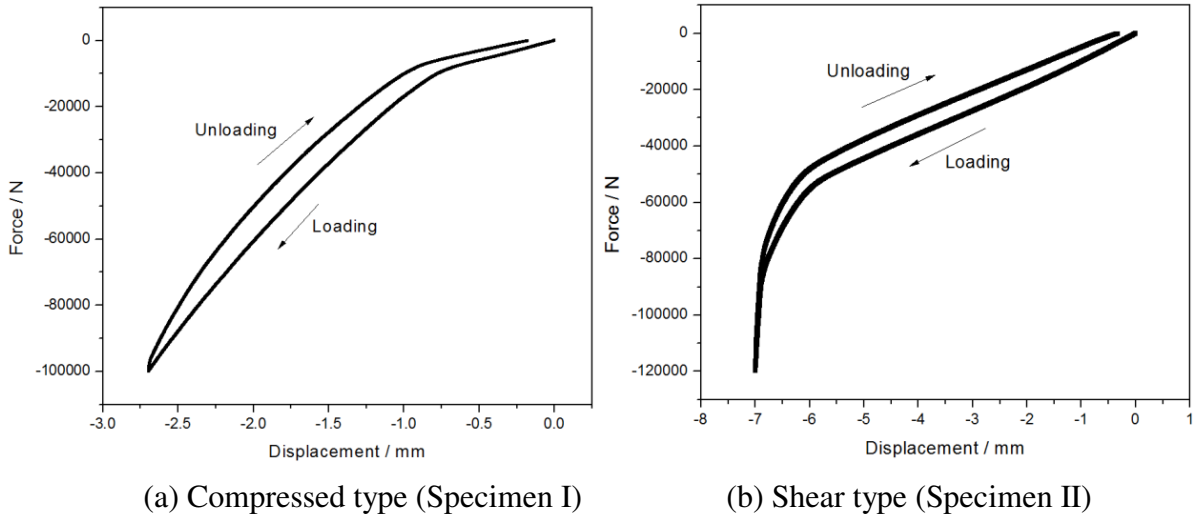 0
-20000
-40000
-60000
-80000
-100000
Force / N
Unloading
Loading
-3.0 -2.5 -2.0 -1.5 -1.0 -0.5 0.0
Displacement / mm
(a) Compressed type (Specimen I)
0
-20000
-40000
-60000
-80000
-100000
-120000
Force / N
Unloading
Loading
-8 -7 -6 -5 -4 -3 -2 -1 0 1
Displacement / mm
(b) Shear type (Specimen II)